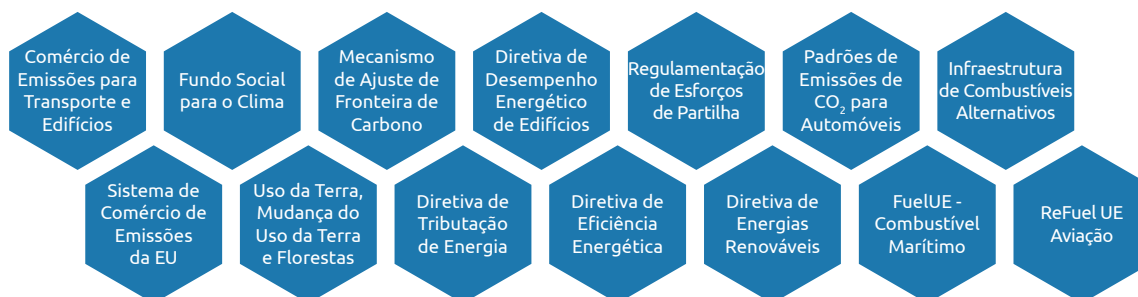 Comércio de
Emissões para
Transporte e
Edifícios
Fundo Social
para o Clima
Mecanismo
de Ajuste de
Fronteira de
Carbono
Diretiva de
Desempenho
Energético
de Edifícios
Regulamentação
de Esforços
de Partilha
Padrões de
Emissões de
CO₂ para
Automóveis
Infraestrutura
de Combustíveis
Alternativos
Sistema de
Comércio de
Emissões
da EU
Uso da Terra,
Mudança do
Uso da Terra
e Florestas
Diretiva de
Tributação
de Energia
Diretiva de
Eficiência
Energética
Diretiva de
Energias
Renováveis
FuelUE -
Combustível
Marítimo
ReFuel UE
Aviação